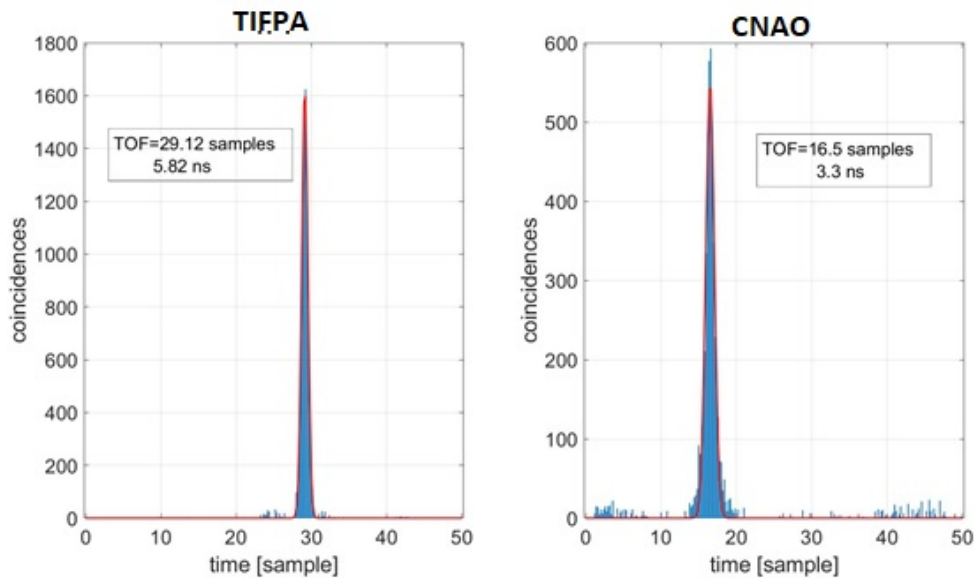 TIFPA
1800
1600
1400
1200
1000
800
600
400
200
0
coincidences
TOF=29.12 samples
5.82 ns
0 10 20 30 40 50
time [sample]
CNAO
600
500
400
300
200
100
0
coincidences
TOF=16.5 samples
3.3 ns
0 10 20 30 40 50
time [sample]